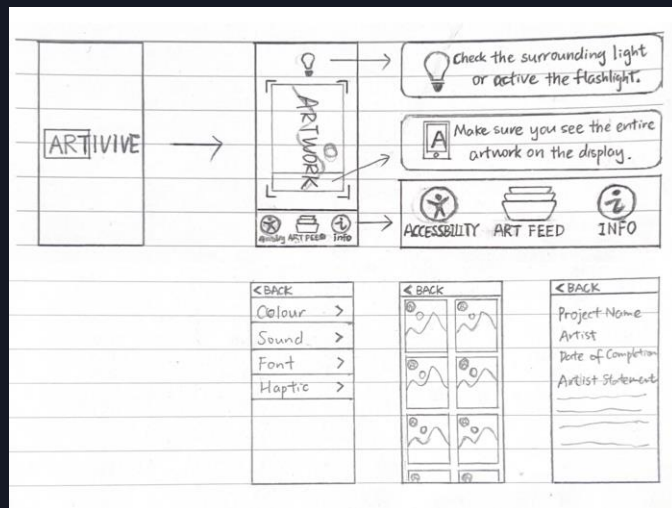 ARTIVIVE
ARTWORK
Check the surrounding light
or active the flashlight.
A
Make sure you see the entire
artwork on the display.
ART FEED
Info
ACCESSBILITY
ART FEED
i
INFO
<BACK
Colour >
Sound >
Font >
Haptic >
<BACK
<BACK
Project Name
Artist
Date of Completion
Artist Statement